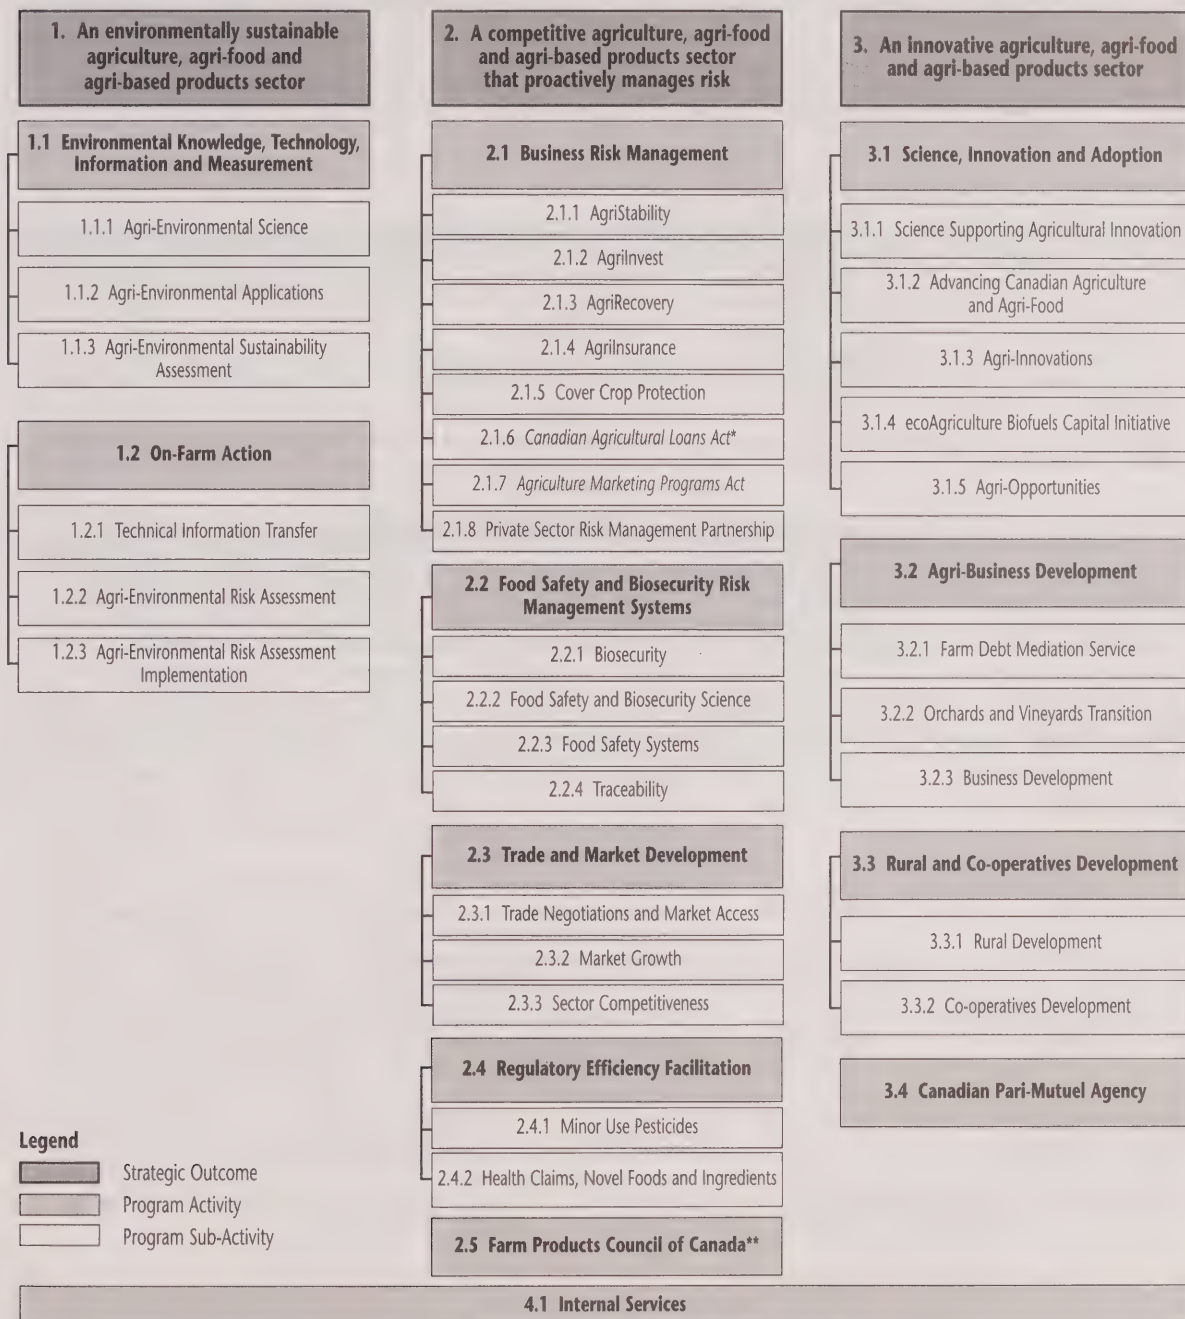 1. An environmentally sustainable
agriculture, agri-food and
agri-based products sector
1.1 Environmental Knowledge, Technology,
Information and Measurement
1.1.1 Agri-Environmental Science
1.1.2 Agri-Environmental Applications
1.1.3 Agri-Environmental Sustainability
Assessment
1.2 On-Farm Action
1.2.1 Technical Information Transfer
1.2.2 Agri-Environmental Risk Assessment
1.2.3 Agri-Environmental Risk Assessment
Implementation
2. A competitive agriculture, agri-food
and agri-based products sector
that proactively manages risk
2.1 Business Risk Management
2.1.1 AgriStability
2.1.2 AgriInvest
2.1.3 AgriRecovery
2.1.4 AgriInsurance
2.1.5 Cover Crop Protection
2.1.6 Canadian Agricultural Loans Act*
2.1.7 Agriculture Marketing Programs Act
2.1.8 Private Sector Risk Management Partnership
2.2 Food Safety and Biosecurity Risk
Management Systems
2.2.1 Biosecurity
2.2.2 Food Safety and Biosecurity Science
2.2.3 Food Safety Systems
2.2.4 Traceability
2.3 Trade and Market Development
2.3.1 Trade Negotiations and Market Access
2.3.2 Market Growth
2.3.3 Sector Competitiveness
2.4 Regulatory Efficiency Facilitation
2.4.1 Minor Use Pesticides
2.4.2 Health Claims, Novel Foods and Ingredients
2.5 Farm Products Council of Canada**
3. An innovative agriculture, agri-food
and agri-based products sector
3.1 Science, Innovation and Adoption
3.1.1 Science Supporting Agricultural Innovation
3.1.2 Advancing Canadian Agriculture
and Agri-Food
3.1.3 Agri-Innovations
3.1.4 ecoAgriculture Biofuels Capital Initiative
3.1.5 Agri-Opportunities
3.2 Agri-Business Development
3.2.1 Farm Debt Mediation Service
3.2.2 Orchards and Vineyards Transition
3.2.3 Business Development
3.3 Rural and Co-operatives Development
3.3.1 Rural Development
3.3.2 Co-operatives Development
3.4 Canadian Pari-Mutuel Agency
Legend
Strategic Outcome
Program Activity
Program Sub-Activity
4.1 Internal Services